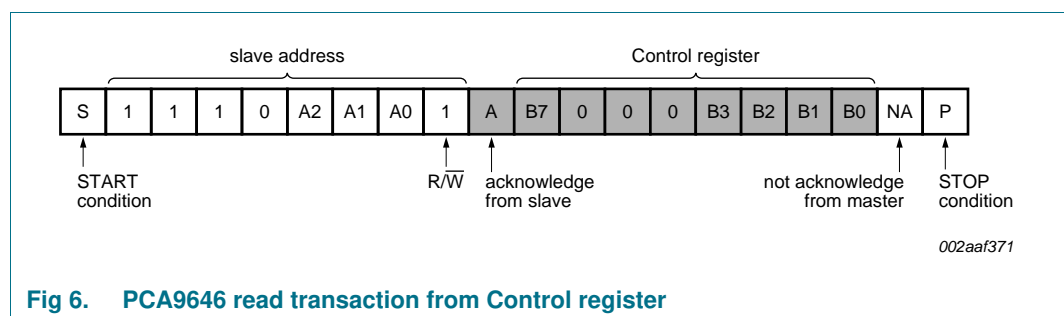 slave address Control register
S 1 1 1 0 A2 A1 A0 1 A B7 0 0 0 B3 B2 B1 B0 NA P
START condition
R/W̅
acknowledge from slave
not acknowledge from master
STOP condition
002aaf371
Fig 6. PCA9646 read transaction from Control register